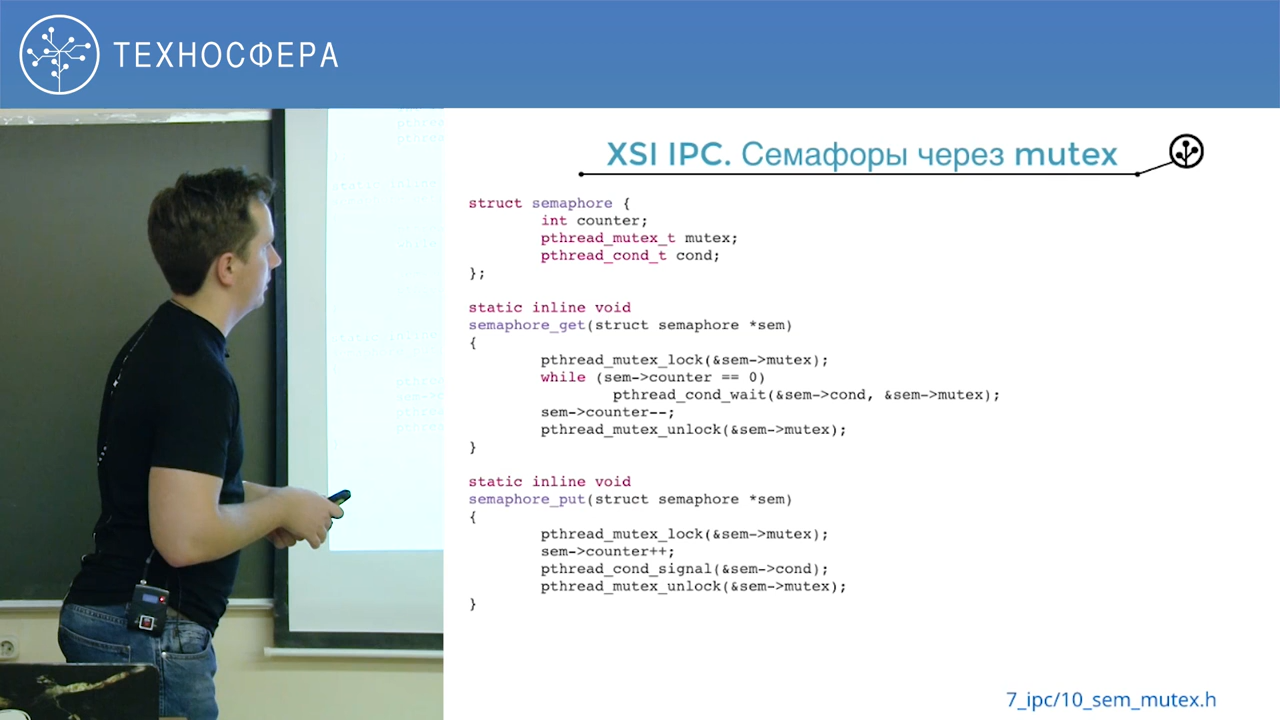 ТЕХНОСФЕРА
XSI IPC. Семафоры через mutex
struct semaphore {
int counter;
pthread_mutex_t mutex;
pthread_cond_t cond;
};
static inline void
semaphore_get(struct semaphore *sem)
{
pthread_mutex_lock(&sem->mutex);
while (sem->counter == 0)
pthread_cond_wait(&sem->cond, &sem->mutex);
sem->counter--;
pthread_mutex_unlock(&sem->mutex);
}
static inline void
semaphore_put(struct semaphore *sem)
{
pthread_mutex_lock(&sem->mutex);
sem->counter++;
pthread_cond_signal(&sem->cond);
pthread_mutex_unlock(&sem->mutex);
}
7_ipc/10_sem_mutex.h